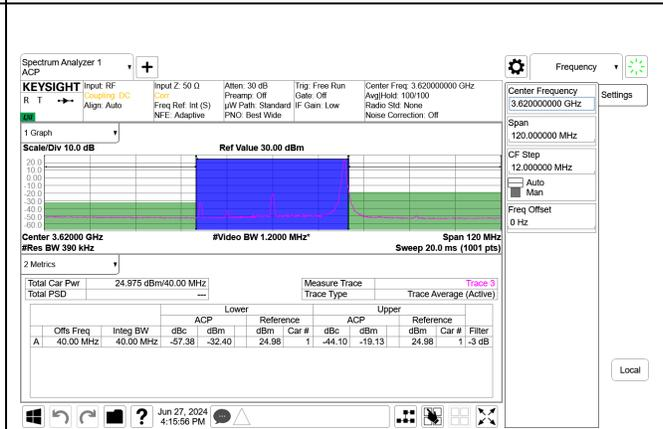 Spectrum Analyzer 1
ACP
Frequency
KEYSIGHT
R T
LXI
Input: RF
Coupling: DC
Align: Auto
Input Z: 50 Ω
Corr
Freq Ref: Int (S)
NFE: Adaptive
Atten: 30 dB
Preamp: Off
µW Path: Standard
PNO: Best Wide
Trig: Free Run
Gate: Off
IF Gain: Low
Center Freq: 3.620000000 GHz
Avg|Hold: 100/100
Radio Std: None
Noise Correction: Off
Center Frequency
3.620000000 GHz
Settings
Span
120.000000 MHz
CF Step
12.000000 MHz
Auto
Man
Freq Offset
0 Hz
1 Graph
Scale/Div 10.0 dB
Ref Value 30.00 dBm
20.0
10.0
0.00
-10.0
-20.0
-30.0
-40.0
-50.0
-60.0
Center 3.62000 GHz
#Video BW 1.2000 MHz*
Span 120 MHz
#Res BW 390 kHz
Sweep 20.0 ms (1001 pts)
2 Metrics
Total Car Pwr 24.975 dBm/40.00 MHz
Total PSD ---
Measure Trace Trace 3
Trace Type Trace Average (Active)
Lower Upper
ACP Reference ACP Reference
Offs Freq Integ BW dBc dBm dBm Car # dBc dBm dBm Car # Filter
A 40.00 MHz 40.00 MHz -57.38 -32.40 24.98 1 -44.10 -19.13 24.98 1 -3 dB
Local
Jun 27, 2024
4:15:56 PM